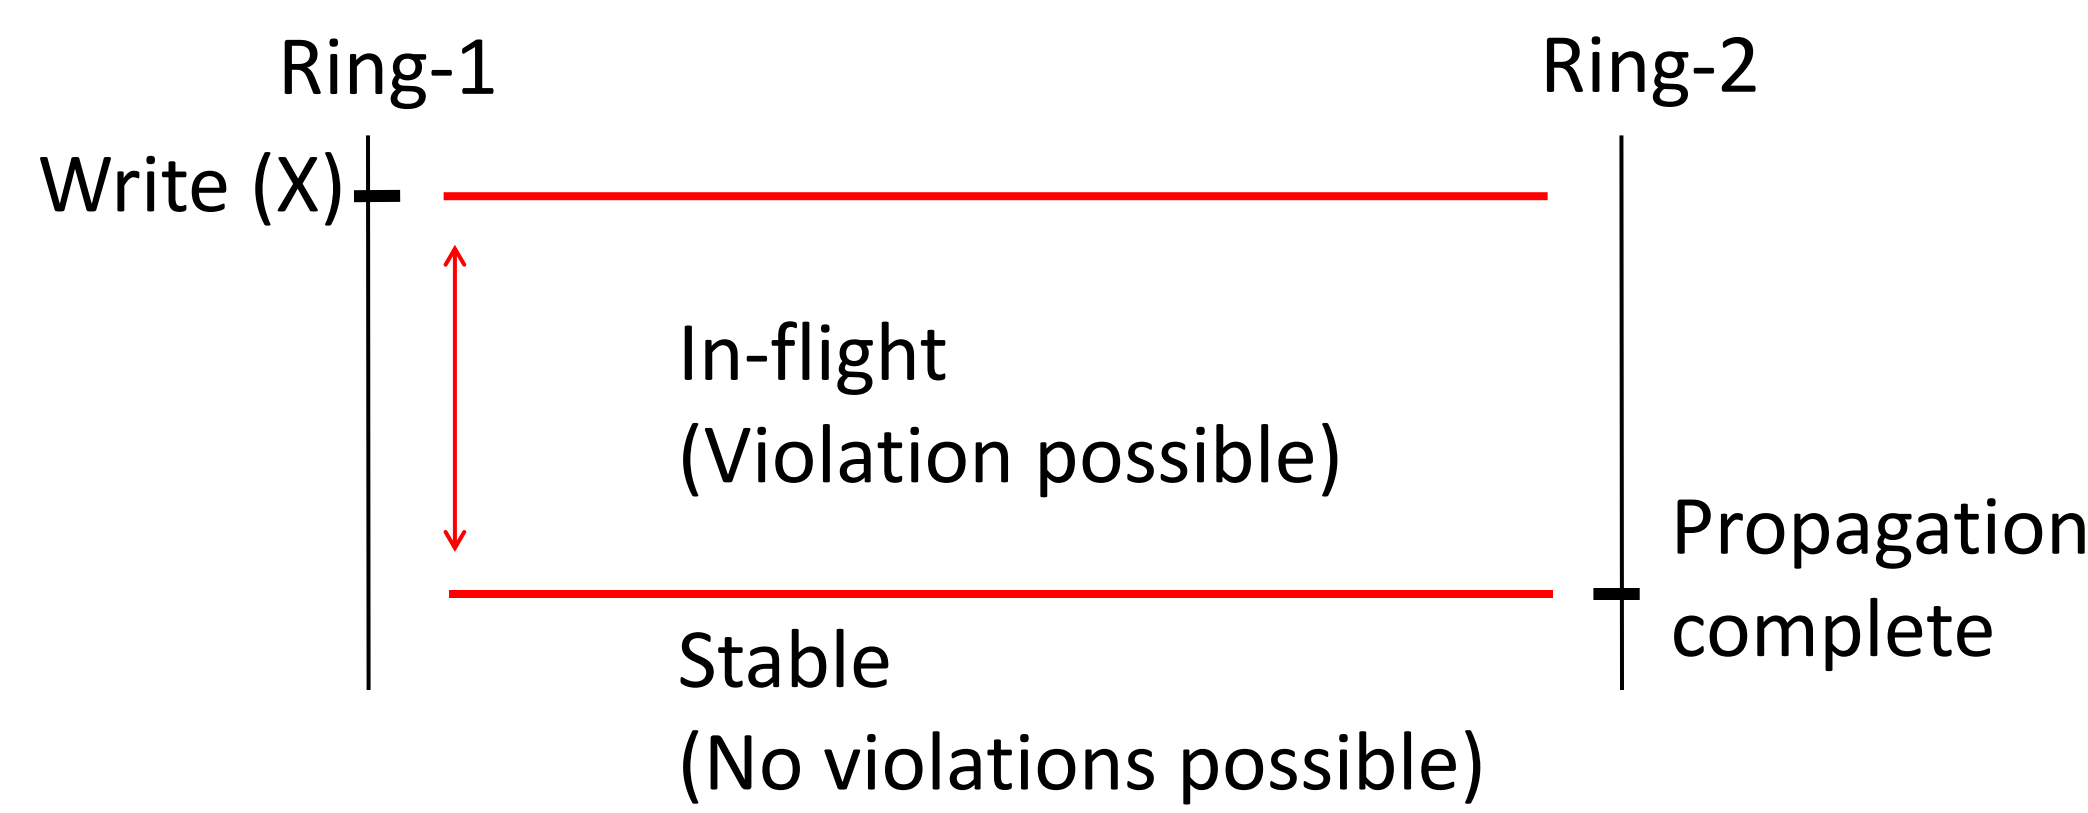 Ring-1
Ring-2
Write (X)
In-flight
(Violation possible)
Propagation
complete
Stable
(No violations possible)